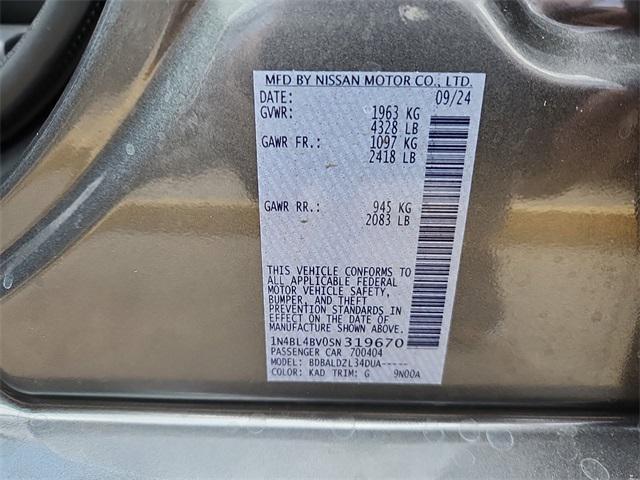 MFD BY NISSAN MOTOR CO., LTD.
DATE: 09/24
GVWR: 1963 KG
4328 LB
GAWR FR.: 1097 KG
2418 LB
GAWR RR.: 945 KG
2083 LB
THIS VEHICLE CONFORMS TO
ALL APPLICABLE FEDERAL
MOTOR VEHICLE SAFETY,
BUMPER, AND THEFT
PREVENTION STANDARDS IN
EFFECT ON THE DATE OF
MANUFACTURE SHOWN ABOVE.
1N4BL4BV0SN319670
PASSENGER CAR 700404
MODEL: BDBALDZL34DUA-----
COLOR: KAD TRIM: G 9N00A